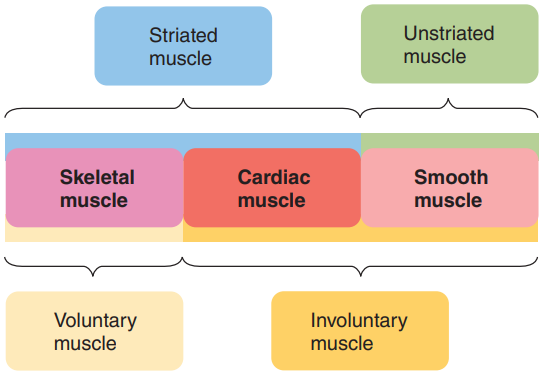 Striated
muscle
Unstriated
muscle
Skeletal
muscle
Cardiac
muscle
Smooth
muscle
Voluntary
muscle
Involuntary
muscle